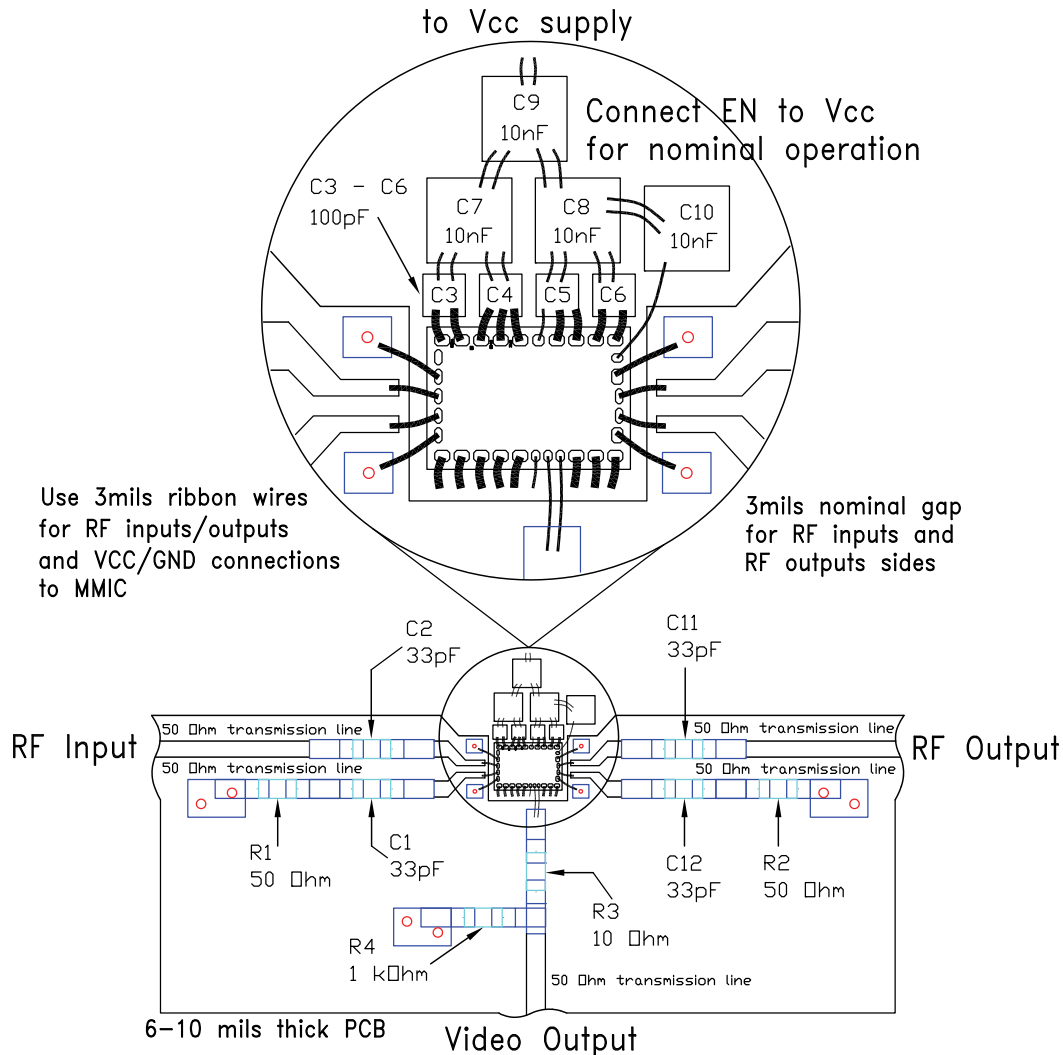 to Vcc supply
C9
10nF
Connect EN to Vcc
for nominal operation
C3 - C6
100pF
C7
10nF
C8
10nF
C10
10nF
C3
C4
C5
C6
Use 3mils ribbon wires
for RF inputs/outputs
and VCC/GND connections
to MMIC
3mils nominal gap
for RF inputs and
RF outputs sides
C2
33pF
C11
33pF
50 Ohm transmission line
50 Ohm transmission line
RF Input
RF Output
50 Ohm transmission line
50 Ohm transmission line
R1
50 Ohm
C1
33pF
C12
33pF
R2
50 Ohm
R3
10 Ohm
R4
1 kOhm
50 Ohm transmission line
6-10 mils thick PCB
Video Output